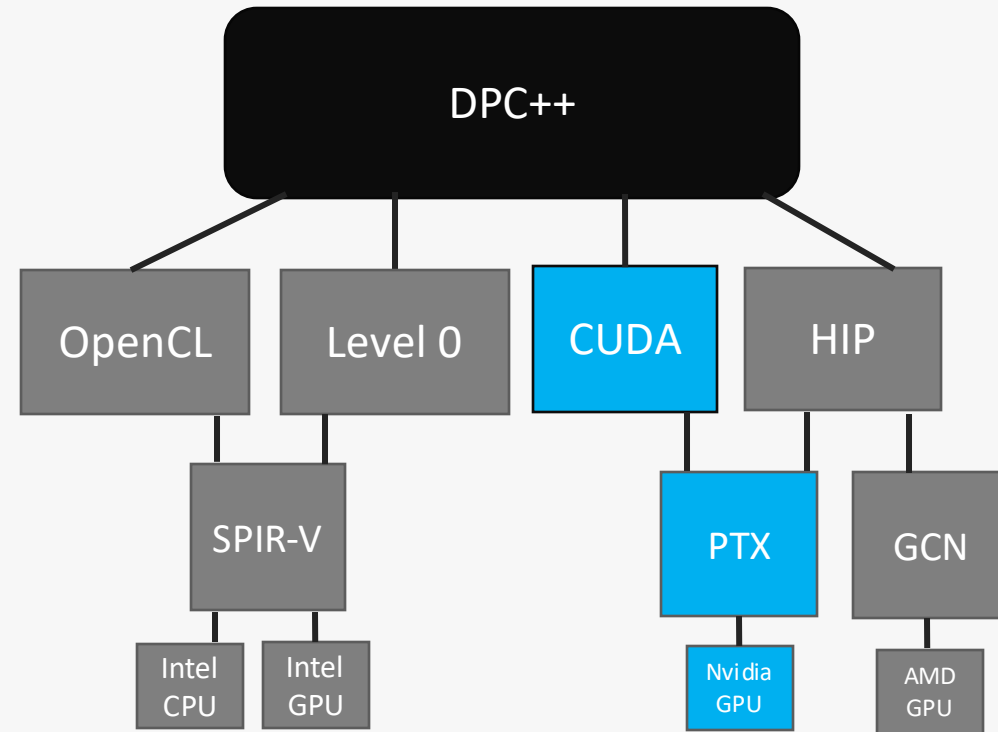 DPC++
OpenCL
Level 0
CUDA
HIP
SPIR-V
PTX
GCN
Intel
CPU
Intel
GPU
Nvidia
GPU
AMD
GPU